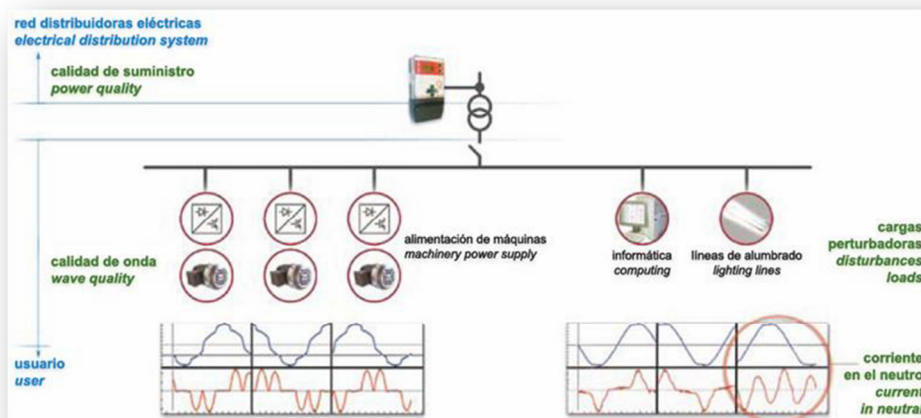 red distribuidoras eléctricas
electrical distribution system
calidad de suministro
power quality
alimentación de máquinas
machinery power supply
informática
computing
líneas de alumbrado
lighting lines
cargas
perturbadoras
disturbances
loads
calidad de onda
wave quality
usuario
user
corriente
en el neutro
current
in neutral